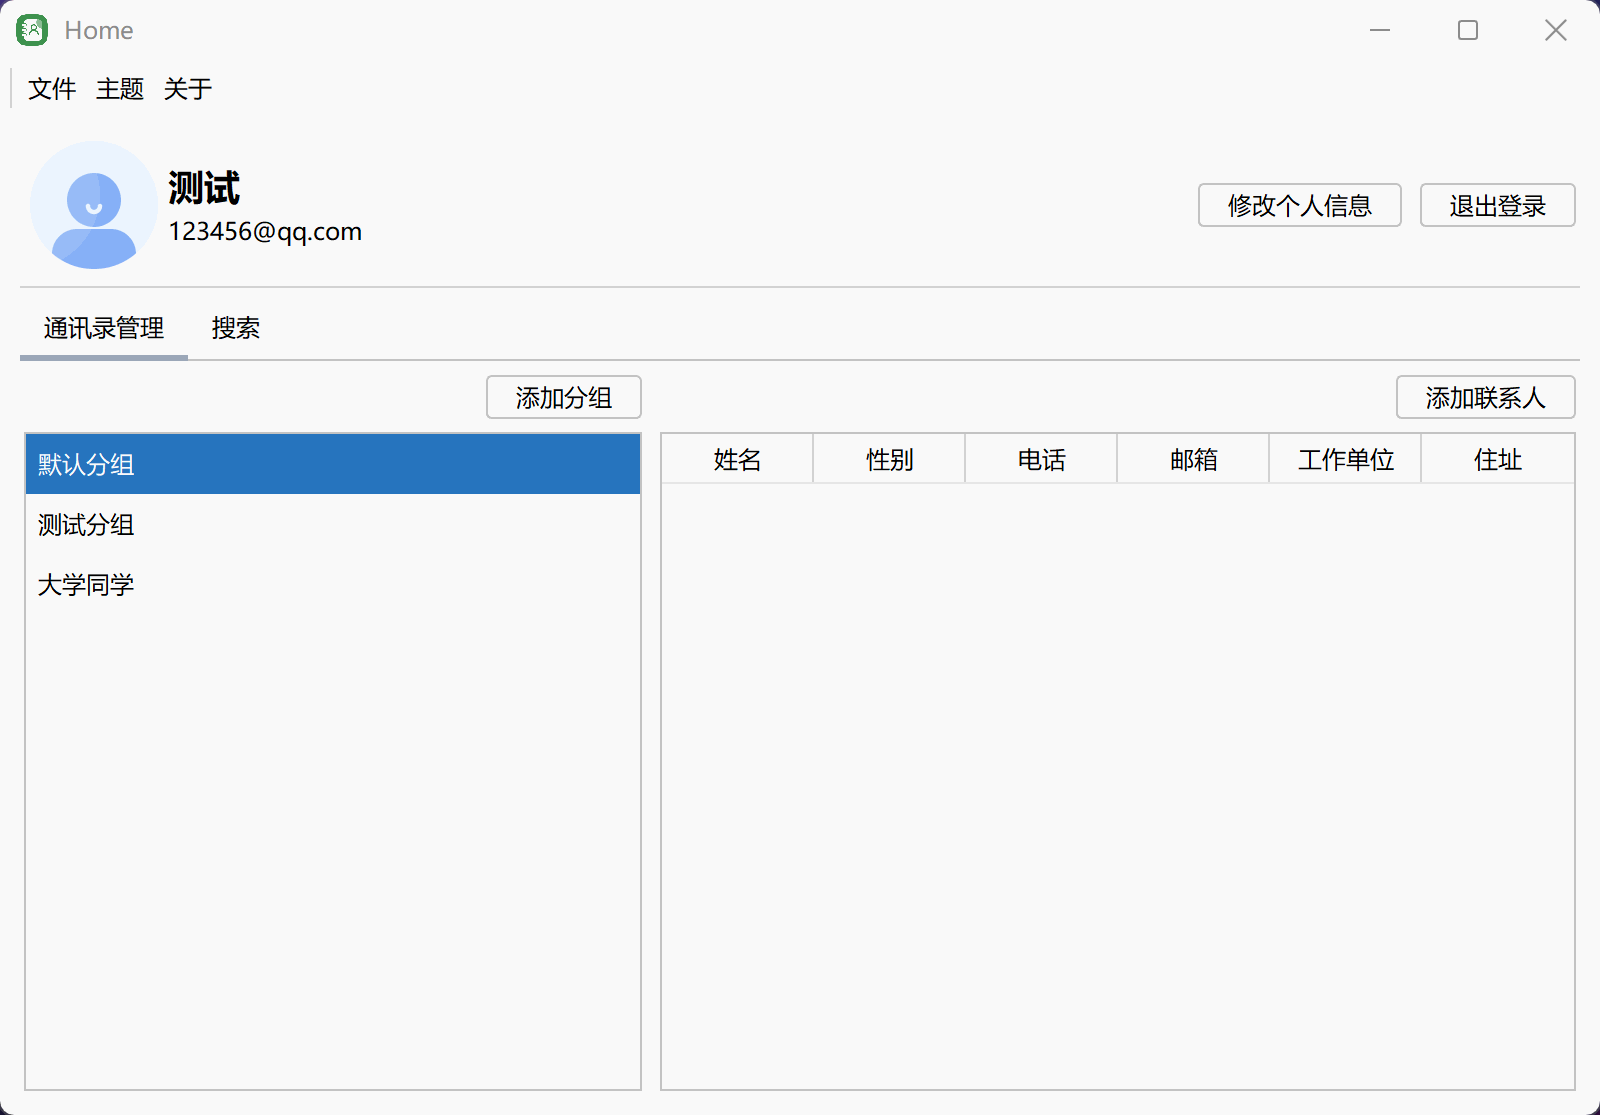 Home
文件 主题 关于
测试
123456@qq.com
修改个人信息 退出登录
通讯录管理 搜索
添加分组 添加联系人
默认分组
测试分组
大学同学
姓名 性别 电话 邮箱 工作单位 住址